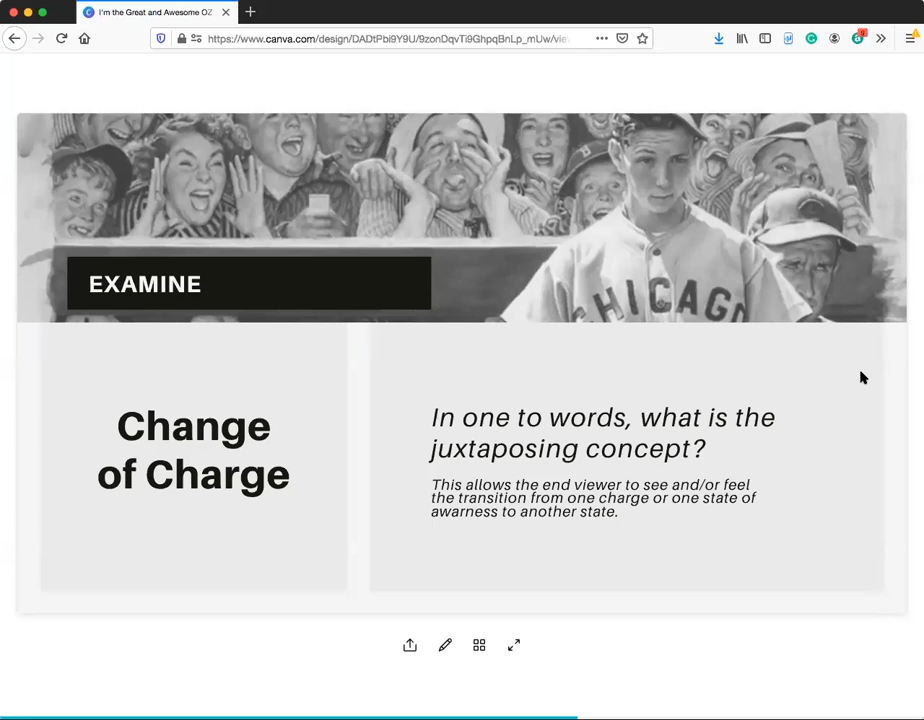 I'm the Great and Awesome OZ
https://www.canva.com/design/DADtPbi9Y9U/9zonDqvTi9GhpqBnLp_mUw/vie
9
CHICAGO
EXAMINE
Change
of Charge
In one to words, what is the
juxtaposing concept?
This allows the end viewer to see and/or feel
the transition from one charge or one state of
awarness to another state.